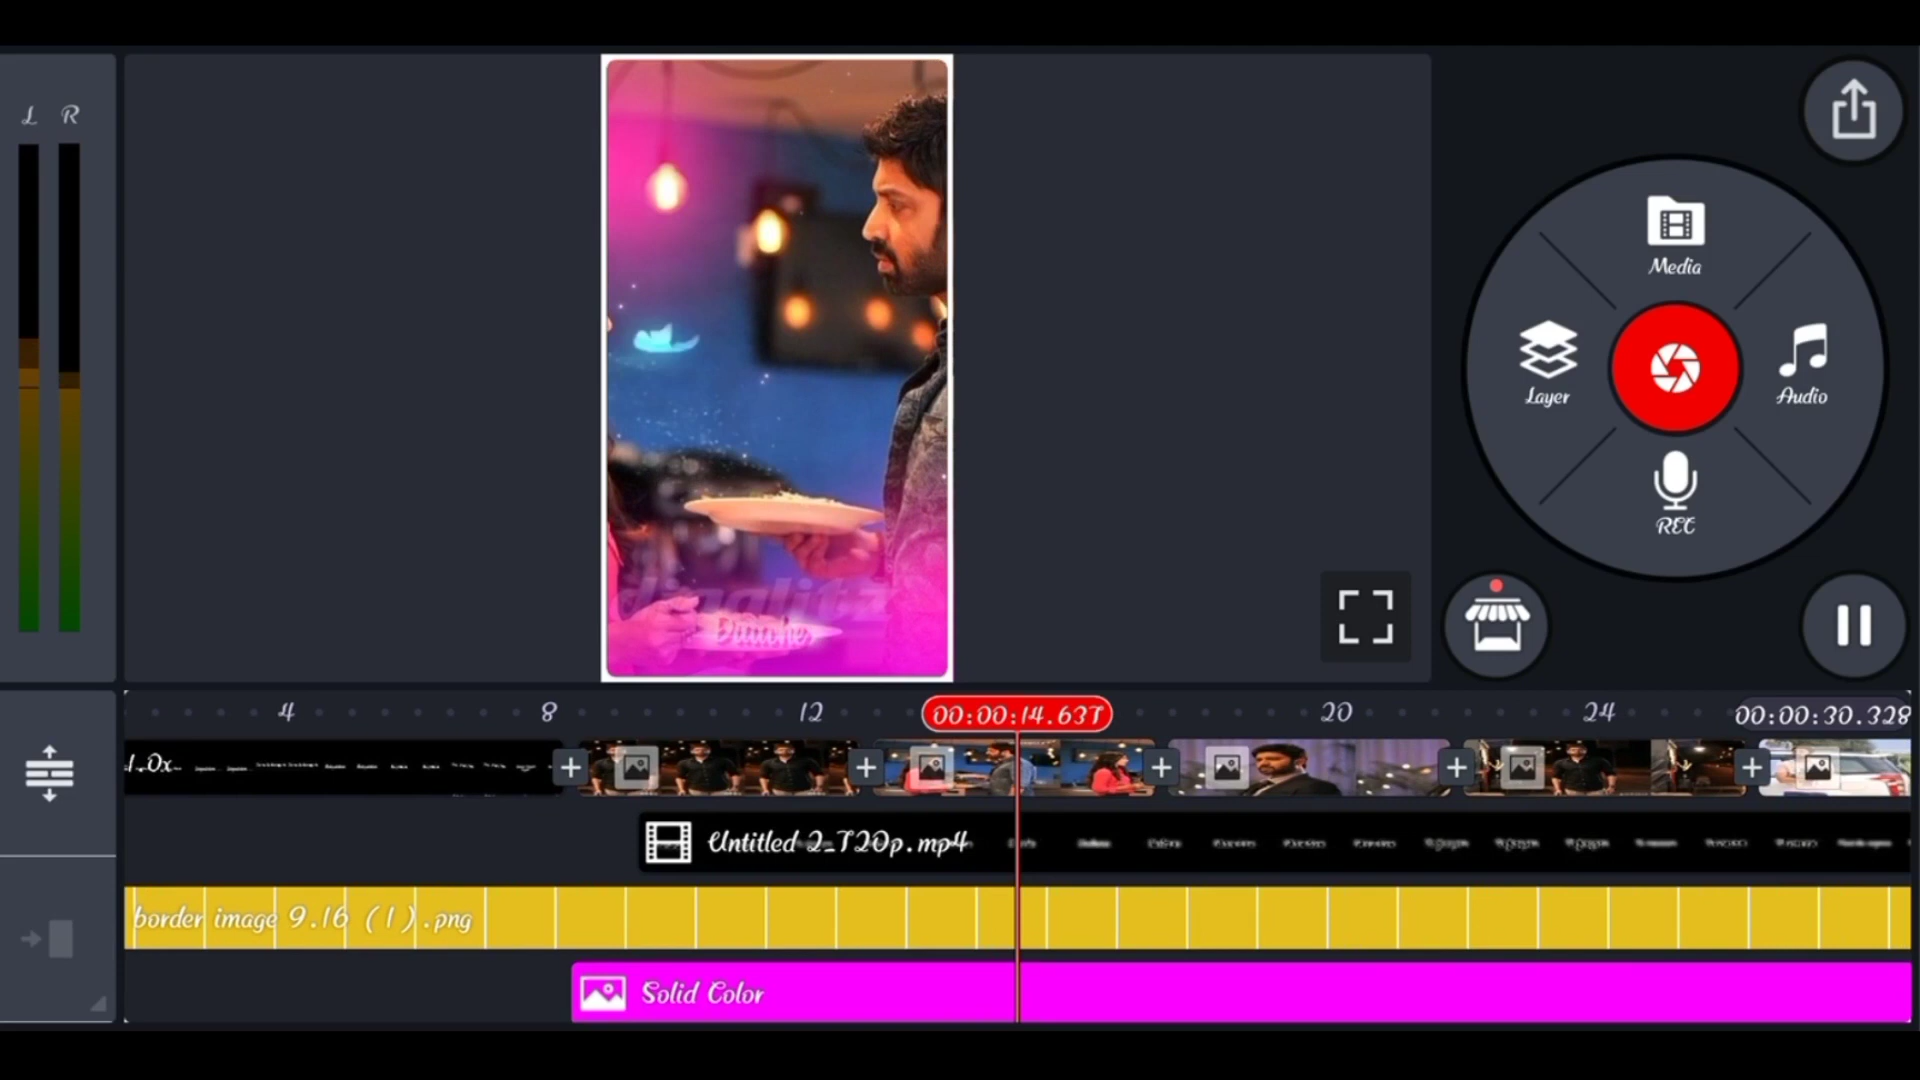 L R
Media
Layer
Audio
REC
4 8 12 00:00:14.637 20 24 00:00:30.328
1.0x
Untitled 2_720p.mp4
border image 9.16 (1).png
Solid Color